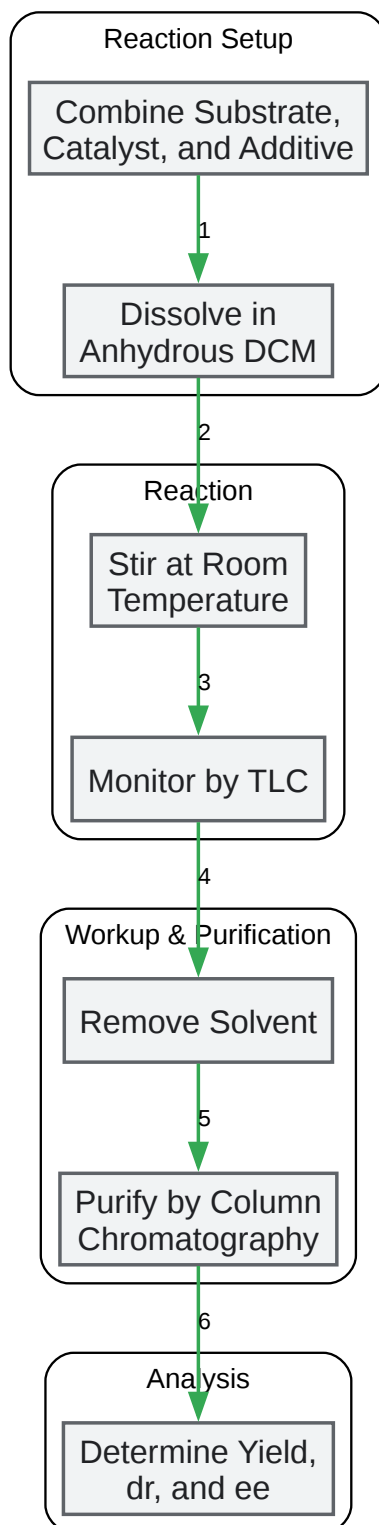 Reaction Setup
Combine Substrate,
Catalyst, and Additive
1
Dissolve in
Anhydrous DCM
2
Reaction
Stir at Room
Temperature
3
Monitor by TLC
4
Workup & Purification
Remove Solvent
5
Purify by Column
Chromatography
6
Analysis
Determine Yield,
dr, and ee